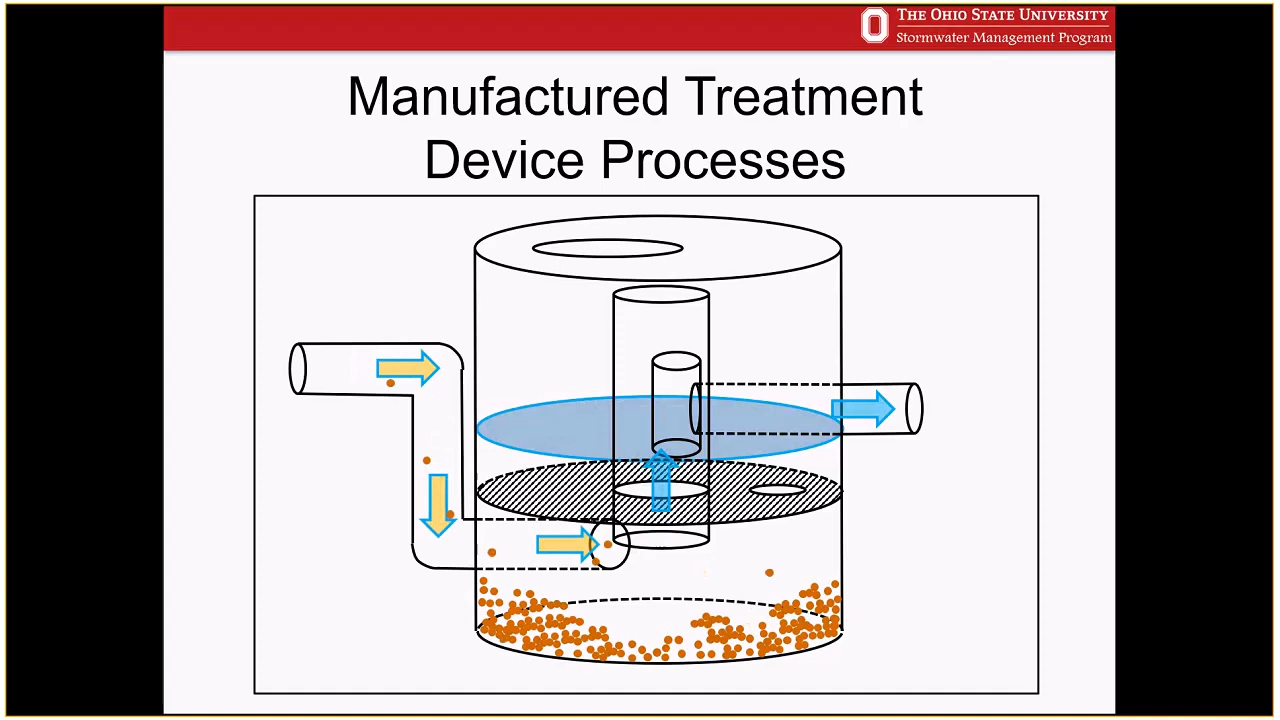 THE OHIO STATE UNIVERSITY
Stormwater Management Program
Manufactured Treatment
Device Processes